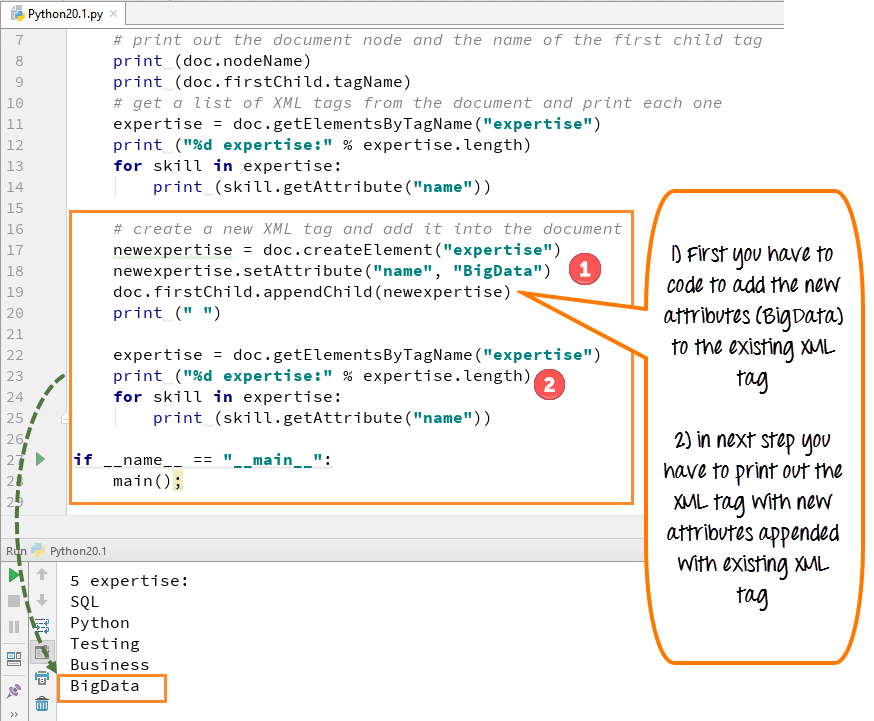 Python20.1.py ×
7 # print out the document node and the name of the first child tag
8 print (doc.nodeName)
9 print (doc.firstChild.tagName)
10 # get a list of XML tags from the document and print each one
11 expertise = doc.getElementsByTagName("expertise")
12 print ("%d expertise:" % expertise.length)
13 for skill in expertise:
14 print (skill.getAttribute("name"))
15
16 # create a new XML tag and add it into the document
17 newexpertise = doc.createElement("expertise")
18 newexpertise.setAttribute("name", "BigData")
1
19 doc.firstChild.appendChild(newexpertise)
20 print (" ")
21
22 expertise = doc.getElementsByTagName("expertise")
23 print ("%d expertise:" % expertise.length)
2
24 for skill in expertise:
25 print (skill.getAttribute("name"))
26
27 if __name__ == "__main__":
28 main();
29
1) First you have to
code to add the new
attributes (BigData)
to the existing XML
tag
2) in next step you
have to print out the
XML tag with new
attributes appended
with existing XML
tag
Run Python20.1
5 expertise:
SQL
Python
Testing
Business
BigData